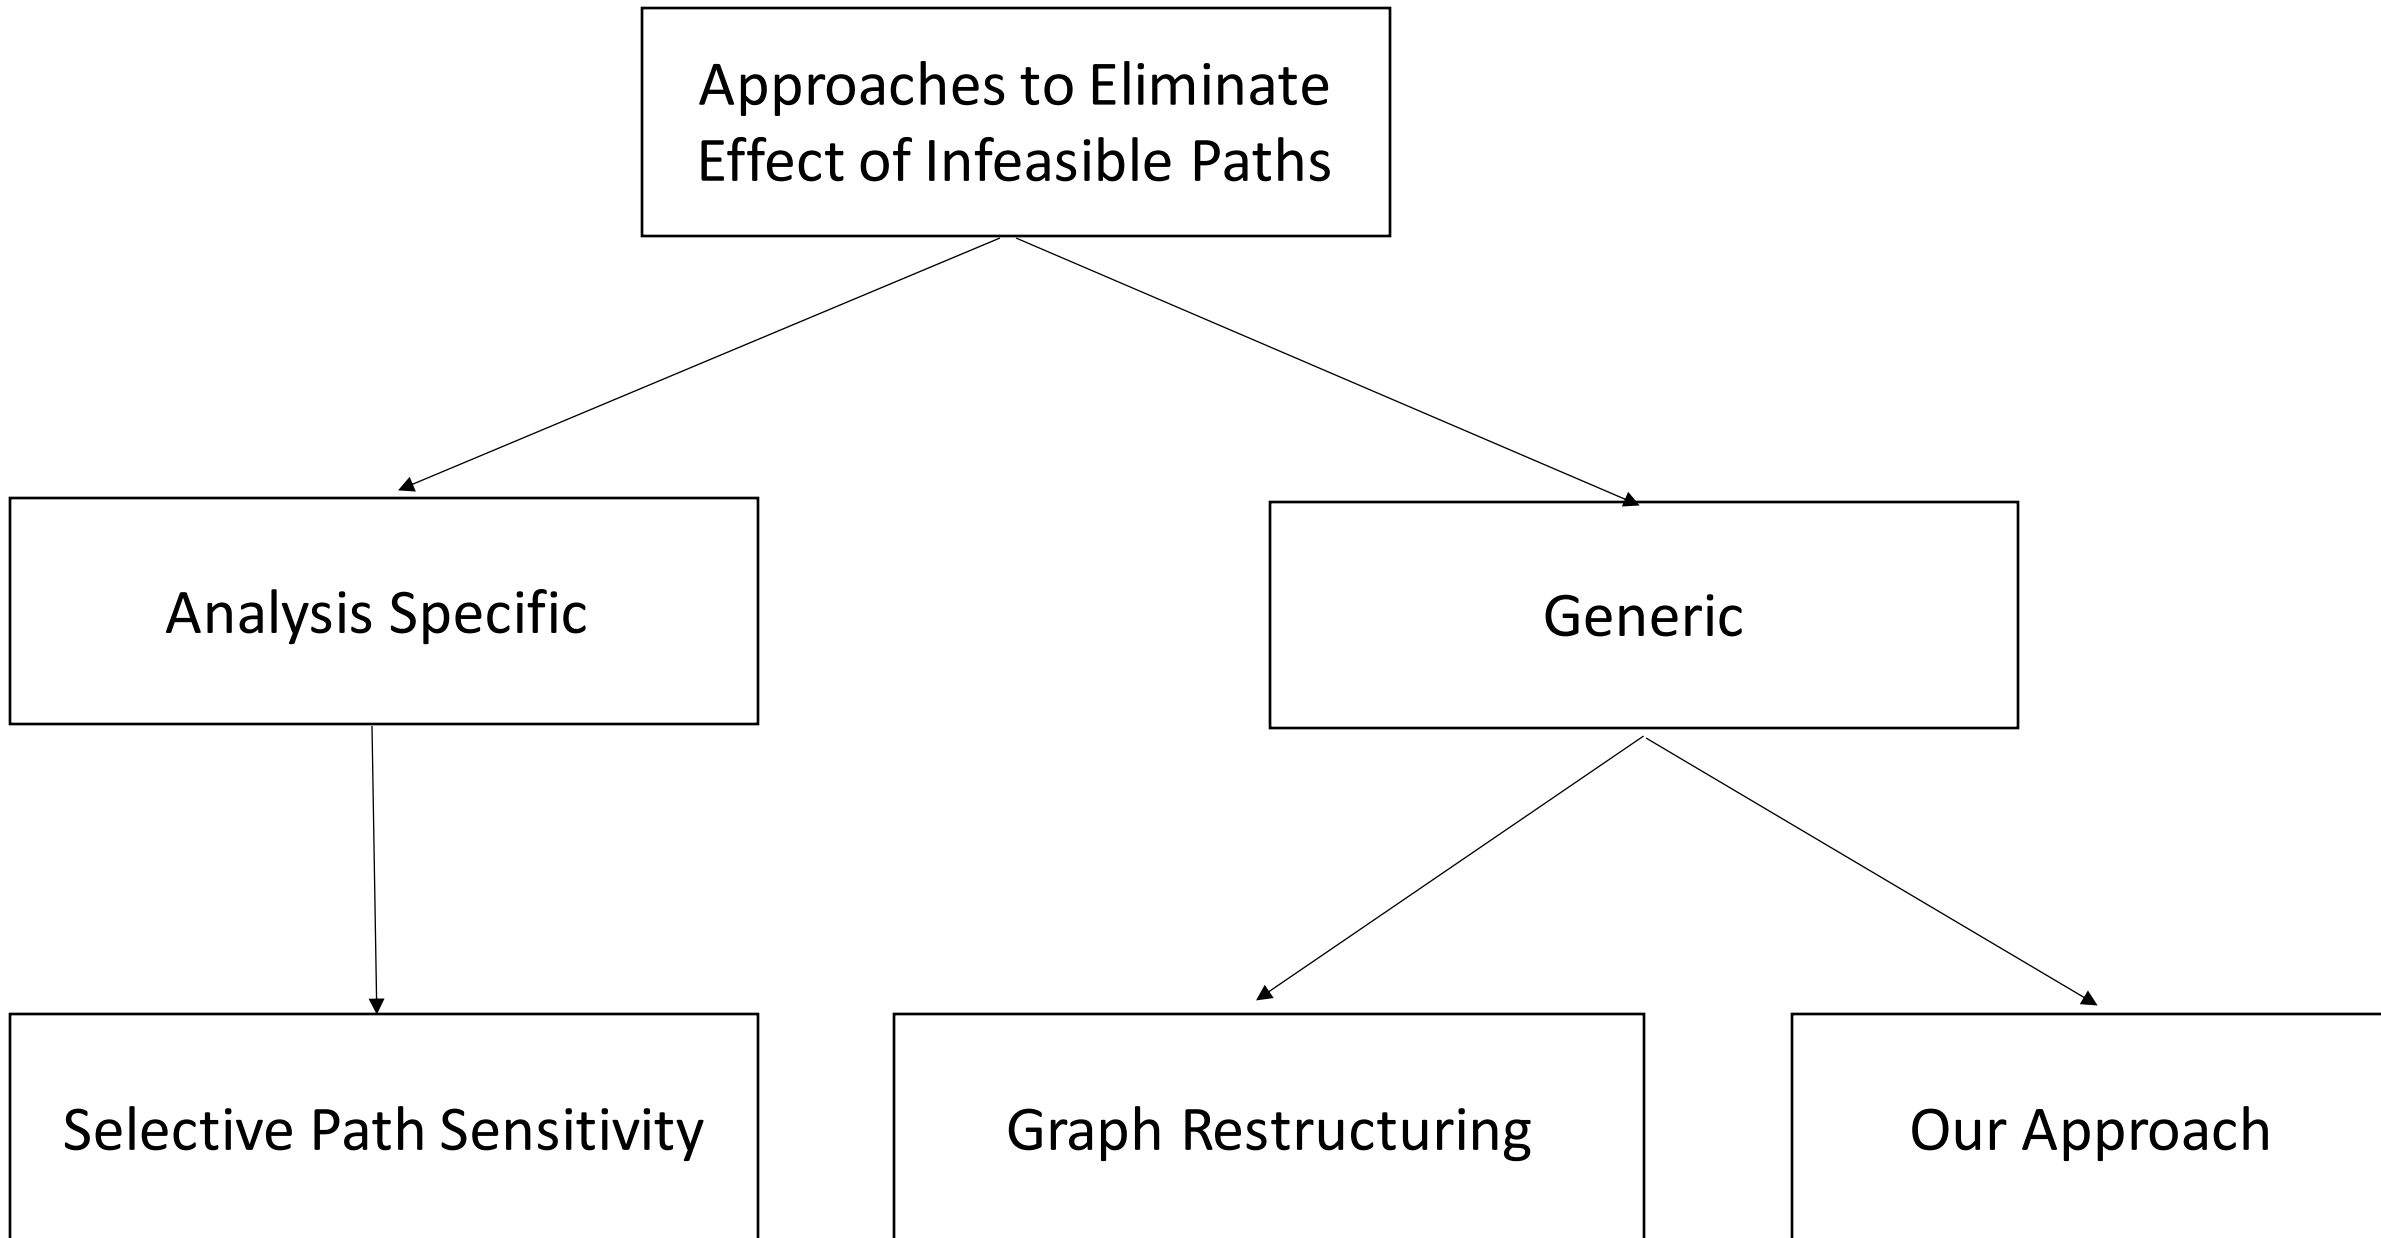 Approaches to Eliminate
Effect of Infeasible Paths
Analysis Specific
Generic
Selective Path Sensitivity
Graph Restructuring
Our Approach